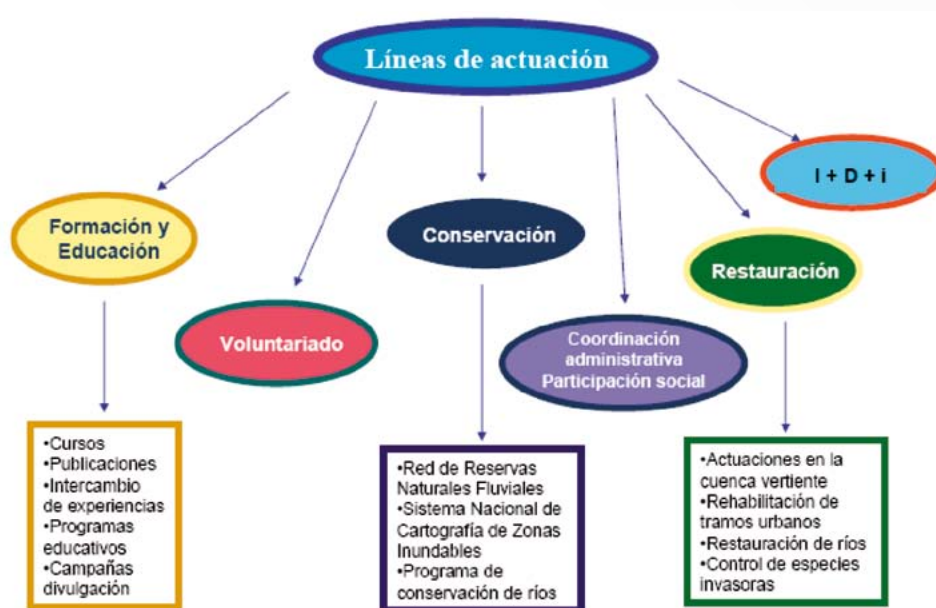 Líneas de actuación
I + D + i
Formación y
Educación
Conservación
Restauración
Voluntariado
Coordinación
administrativa
Participación social
•Cursos
•Publicaciones
•Intercambio
de experiencias
•Programas
educativos
•Campañas
divulgación
•Red de Reservas
Naturales Fluviales
•Sistema Nacional de
Cartografía de Zonas
Inundables
•Programa de
conservación de ríos
•Actuaciones en la
cuenca vertiente
•Rehabilitación de
tramos urbanos
•Restauración de ríos
•Control de especies
invasoras